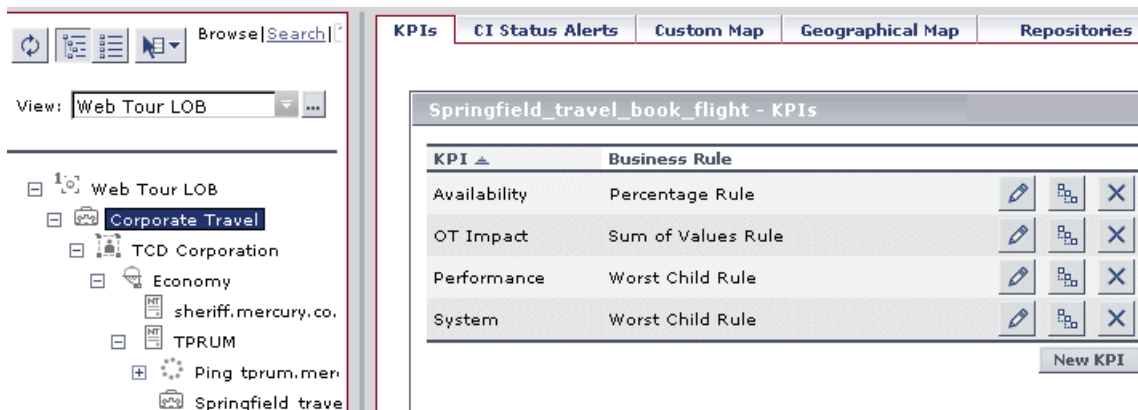 Browse|Search|
View: Web Tour LOB ...
Web Tour LOB
Corporate Travel
TCD Corporation
Economy
sheriff.mercury.co.
TPRUM
Ping tprum.mer
Springfield trave
KPIs CI Status Alerts Custom Map Geographical Map Repositories
Springfield_travel_book_flight - KPIs
KPI Business Rule
Availability Percentage Rule
OT Impact Sum of Values Rule
Performance Worst Child Rule
System Worst Child Rule
New KPI